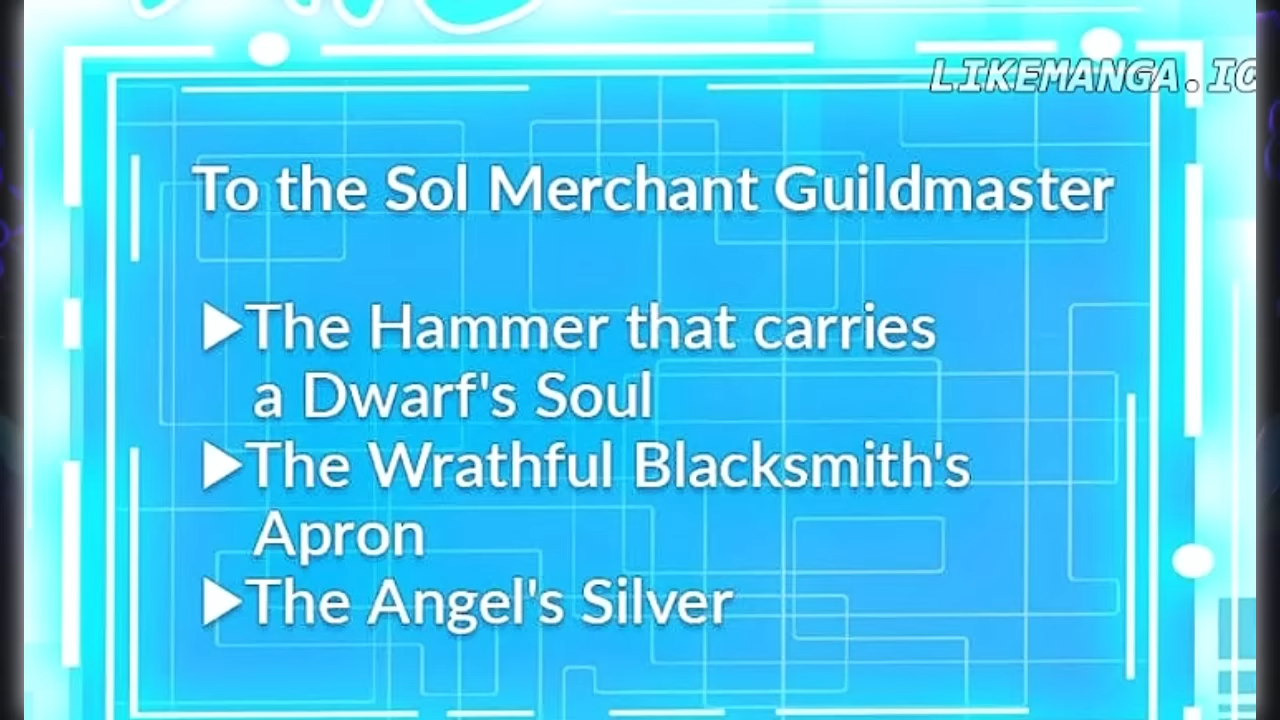 LIKEMANGA.IO
To the Sol Merchant Guildmaster
▶The Hammer that carries
a Dwarf's Soul
▶The Wrathful Blacksmith's
Apron
▶The Angel's Silver